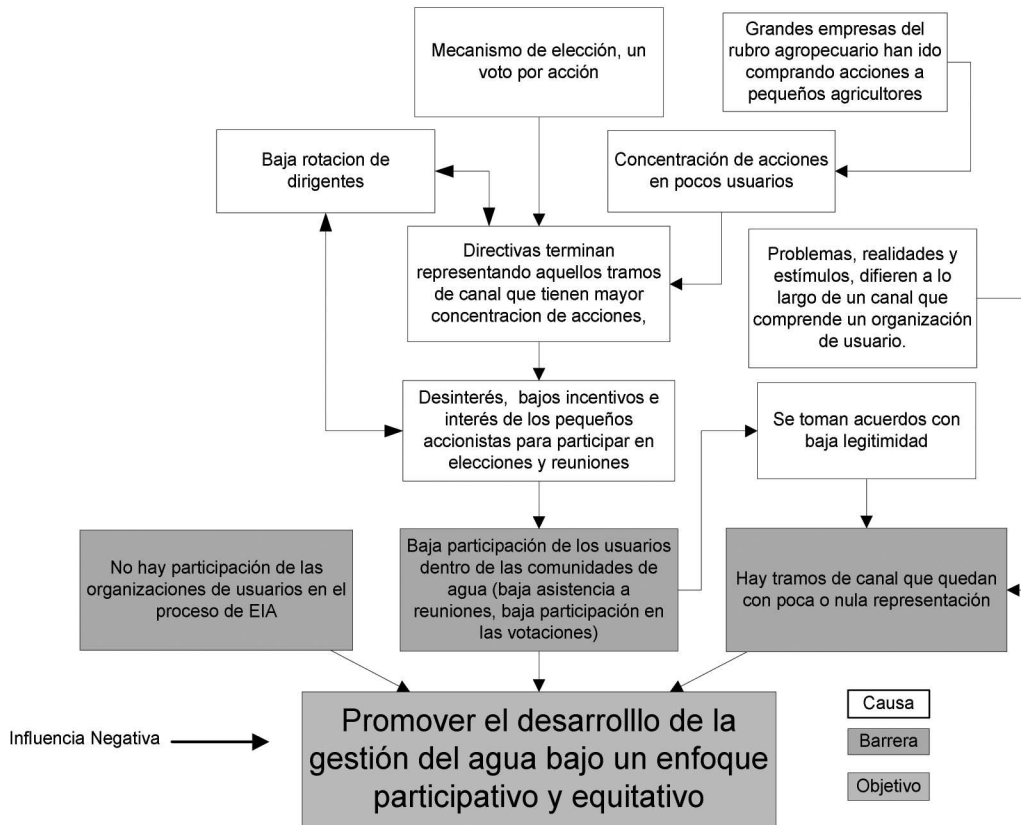 Mecanismo de elección, un
voto por acción
Grandes empresas del
rubro agropecuario han ido
comprando acciones a
pequeños agricultores
Baja rotacion de
dirigentes
Concentración de acciones
en pocos usuarios
Directivas terminan
representando aquellos tramos
de canal que tienen mayor
concentracion de acciones,
Problemas, realidades y
estímulos, difieren a lo
largo de un canal que
comprende un organización
de usuario.
Desinterés, bajos incentivos e
interés de los pequeños
accionistas para participar en
elecciones y reuniones
Se toman acuerdos con
baja legitimidad
No hay participación de las
organizaciones de usuarios en el
proceso de EIA
Baja participación de los usuarios
dentro de las comunidades de
agua (baja asistencia a
reuniones, baja participación en
las votaciones)
Hay tramos de canal que quedan
con poca o nula representación
Promover el desarrolllo de la
gestión del agua bajo un enfoque
participativo y equitativo
Influencia Negativa
Causa
Barrera
Objetivo